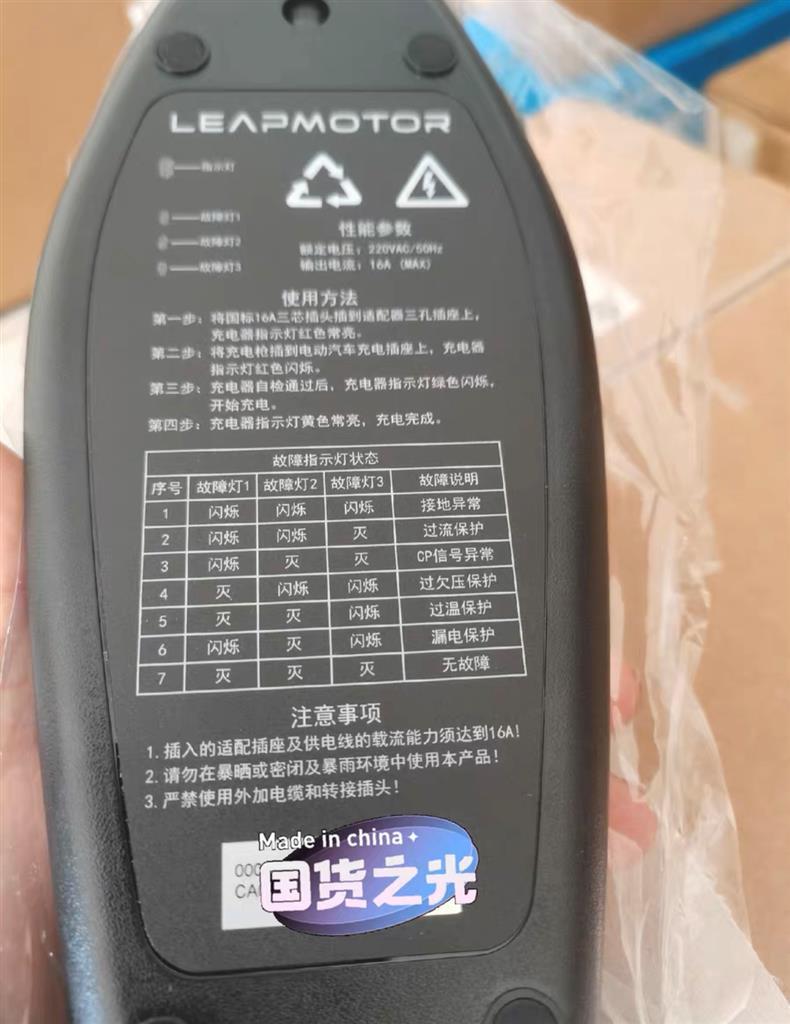 LEAPMOTOR
指示灯
故障灯1
故障灯2
故障灯3
性能参数
额定电压：220VAC/50Hz
输出电流：16A (MAX)
使用方法
第一步：将国标16A三芯插头插到适配器三孔插座上，
充电器指示灯红色常亮。
第二步：将充电枪插到电动汽车充电插座上，充电器
指示灯红色闪烁。
第三步：充电器自检通过后，充电器指示灯绿色闪烁，
开始充电。
第四步：充电器指示灯黄色常亮，充电完成。
故障指示灯状态
序号 故障灯1 故障灯2 故障灯3 故障说明
1 闪烁 闪烁 闪烁 接地异常
2 闪烁 闪烁 灭 过流保护
3 闪烁 灭 灭 CP信号异常
4 灭 闪烁 闪烁 过欠压保护
5 灭 灭 闪烁 过温保护
6 闪烁 灭 闪烁 漏电保护
7 灭 灭 灭 无故障
注意事项
1.插入的适配插座及供电线的载流能力须达到16A!
2.请勿在暴晒或密闭及暴雨环境中使用本产品!
3.严禁使用外加电缆和转接插头!
Made in china
000
CA
国货之光